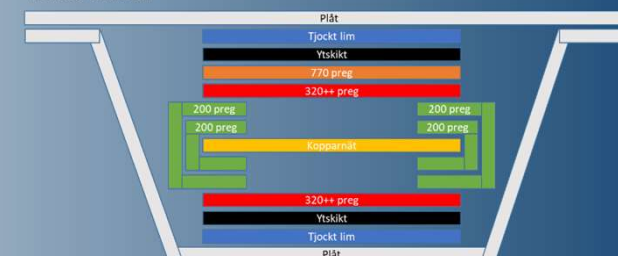 Plåt
Tjockt lim
Ytskikt
770 preg
320++ preg
200 preg 200 preg
200 preg 200 preg
Kopparnät
320++ preg
Ytskikt
Tjockt lim
Plåt